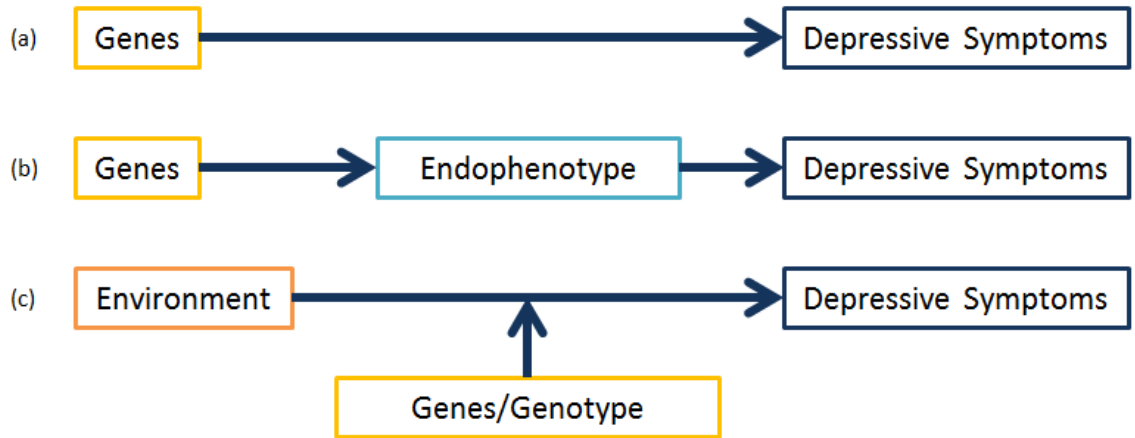 (a) Genes Depressive Symptoms
(b) Genes Endophenotype Depressive Symptoms
(c) Environment Depressive Symptoms
Genes/Genotype